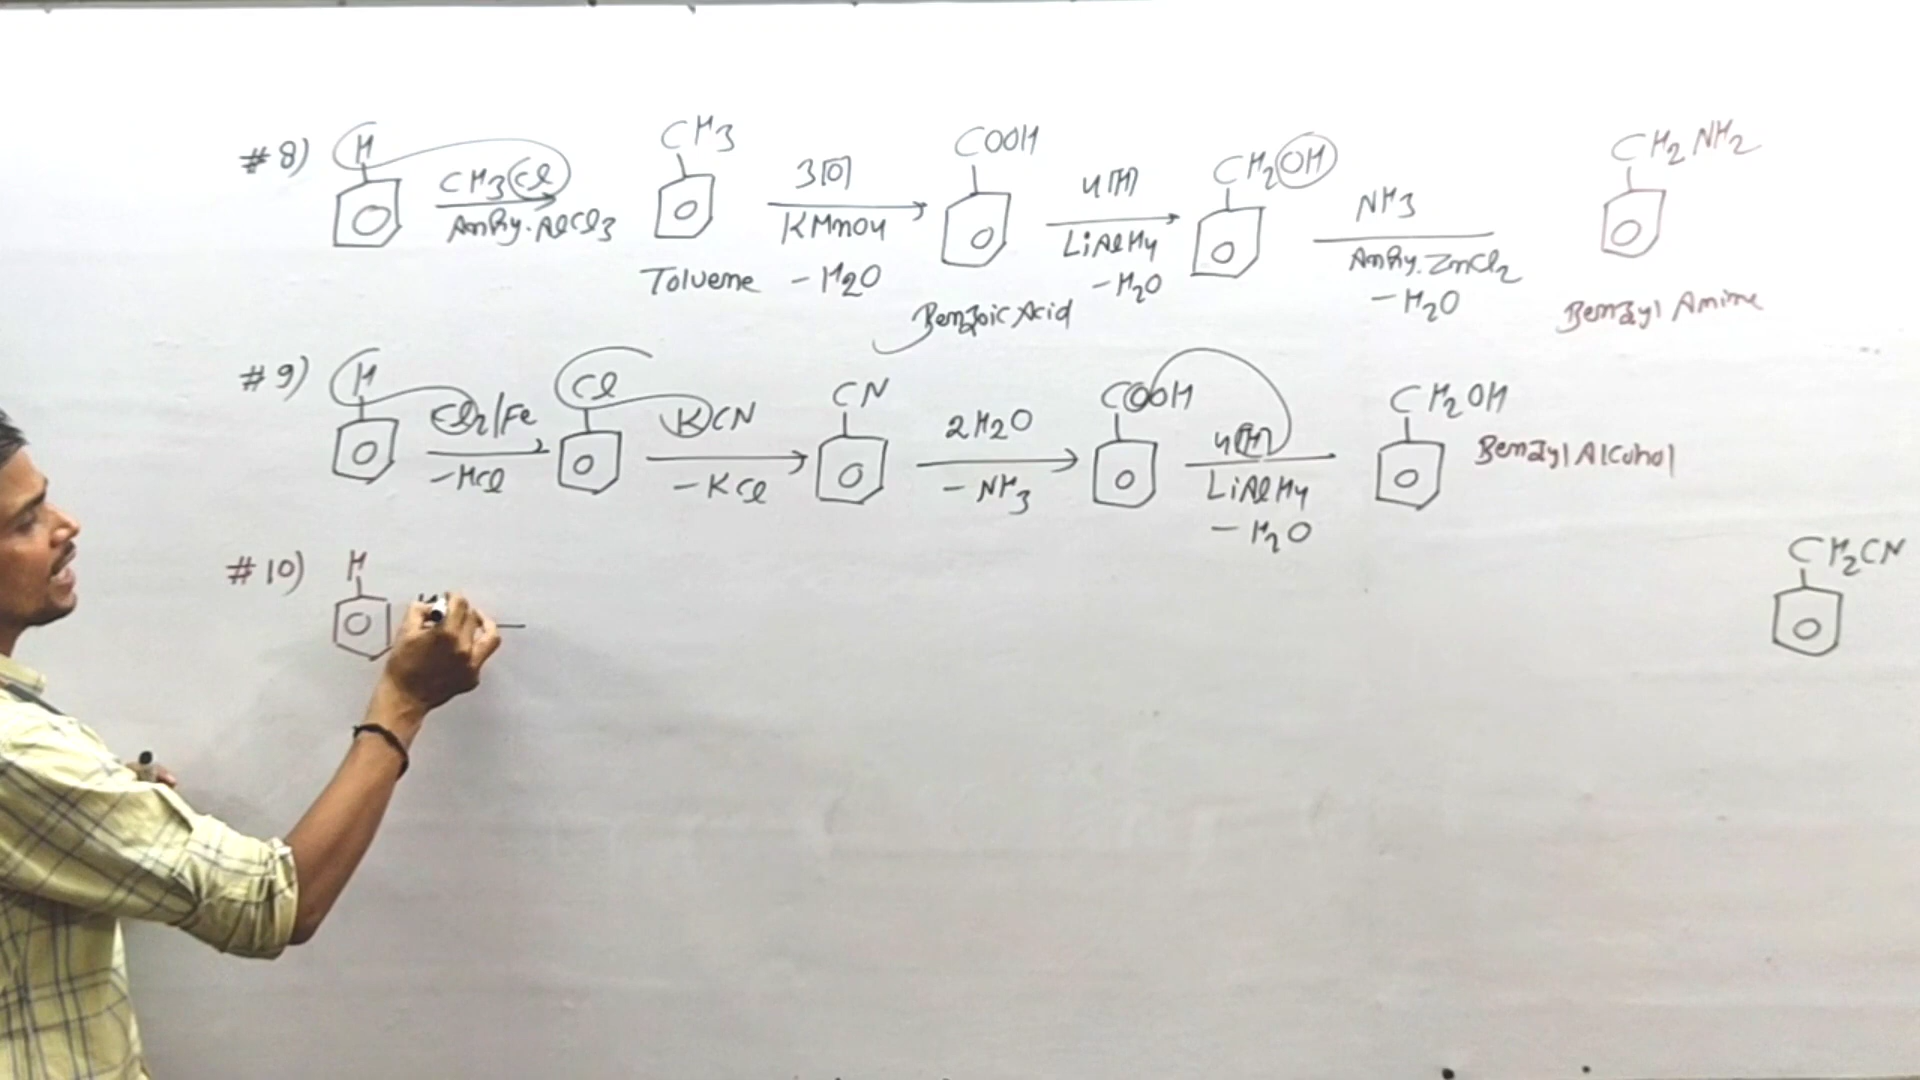 #8) H CH3Cl Anhy. AlCl3 CH3 Toluene 3[O] KMnO4 -H2O COOH Benzoic Acid 4[H] LiAlH4 -H2O CH2OH NH3 Anhy. ZnCl2 -H2O CH2NH2 Benzyl Amine
#9) H Cl2/Fe -HCl Cl KCN -KCl CN 2H2O -NH3 COOH 4[H] LiAlH4 -H2O CH2OH Benzyl Alcohol
#10) H CH2CN